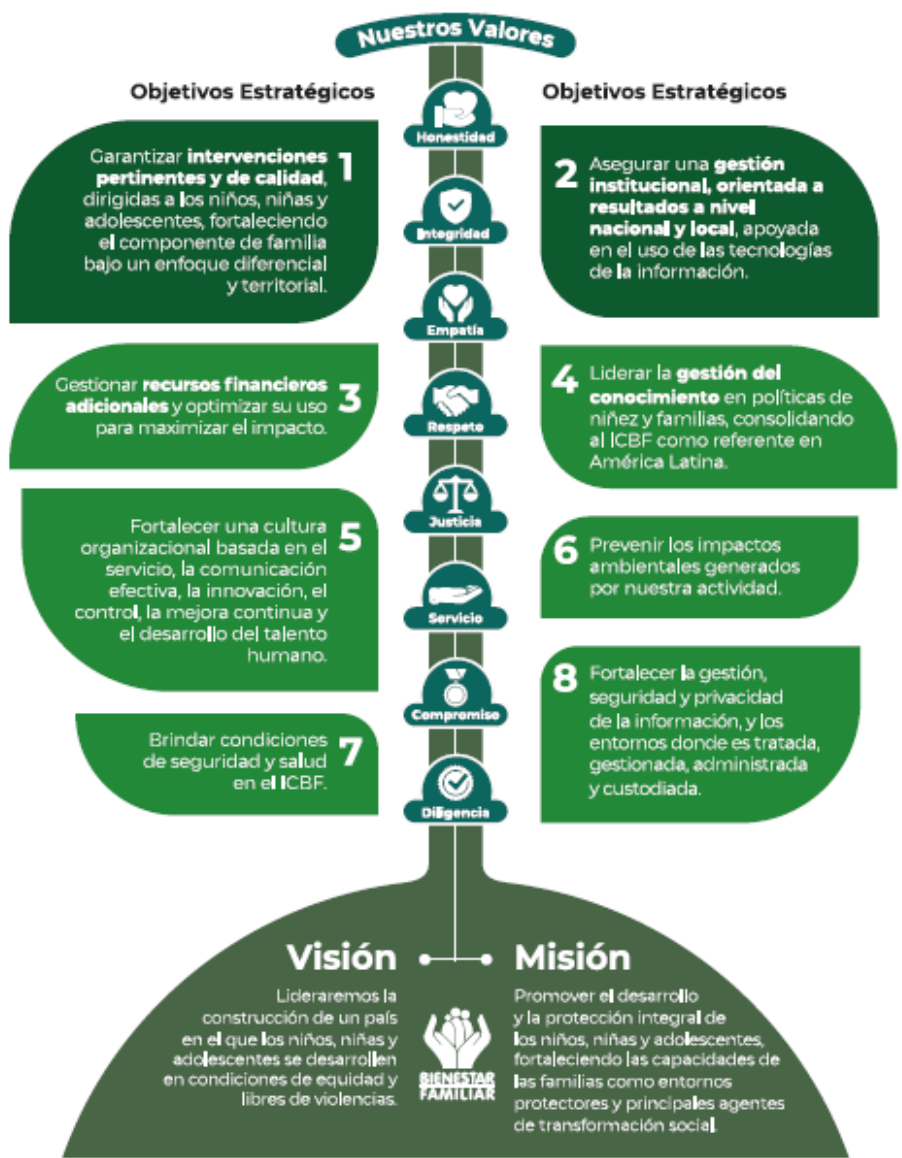 Nuestros Valores
Objetivos Estratégicos
Objetivos Estratégicos
Honestidad
Integridad
Empatía
Respeto
Justicia
Servicio
Compromiso
Diligencia
1
Garantizar intervenciones
pertinentes y de calidad,
dirigidas a los niños, niñas y
adolescentes, fortaleciendo
el componente de familia
bajo un enfoque diferencial
y territorial.
2
Asegurar una gestión
institucional, orientada a
resultados a nivel
nacional y local, apoyada
en el uso de las tecnologías
de la información.
3
Gestionar recursos financieros
adicionales y optimizar su uso
para maximizar el impacto.
4
Liderar la gestión del
conocimiento en políticas de
niñez y familias, consolidando
al ICBF como referente en
América Latina.
5
Fortalecer una cultura
organizacional basada en el
servicio, la comunicación
efectiva, la innovación, el
control, la mejora continua y
el desarrollo del talento
humano.
6
Prevenir los impactos
ambientales generados
por nuestra actividad.
7
Brindar condiciones
de seguridad y salud
en el ICBF.
8
Fortalecer la gestión,
seguridad y privacidad
de la información, y los
entornos donde es tratada,
gestionada, administrada
y custodiada.
Visión
Lideraremos la
construcción de un país
en el que los niños, niñas y
adolescentes se desarrollen
en condiciones de equidad y
libres de violencias.
BIENESTAR
FAMILIAR
Misión
Promover el desarrollo
y la protección integral de
los niños, niñas y adolescentes,
fortaleciendo las capacidades de
las familias como entornos
protectores y principales agentes
de transformación social.